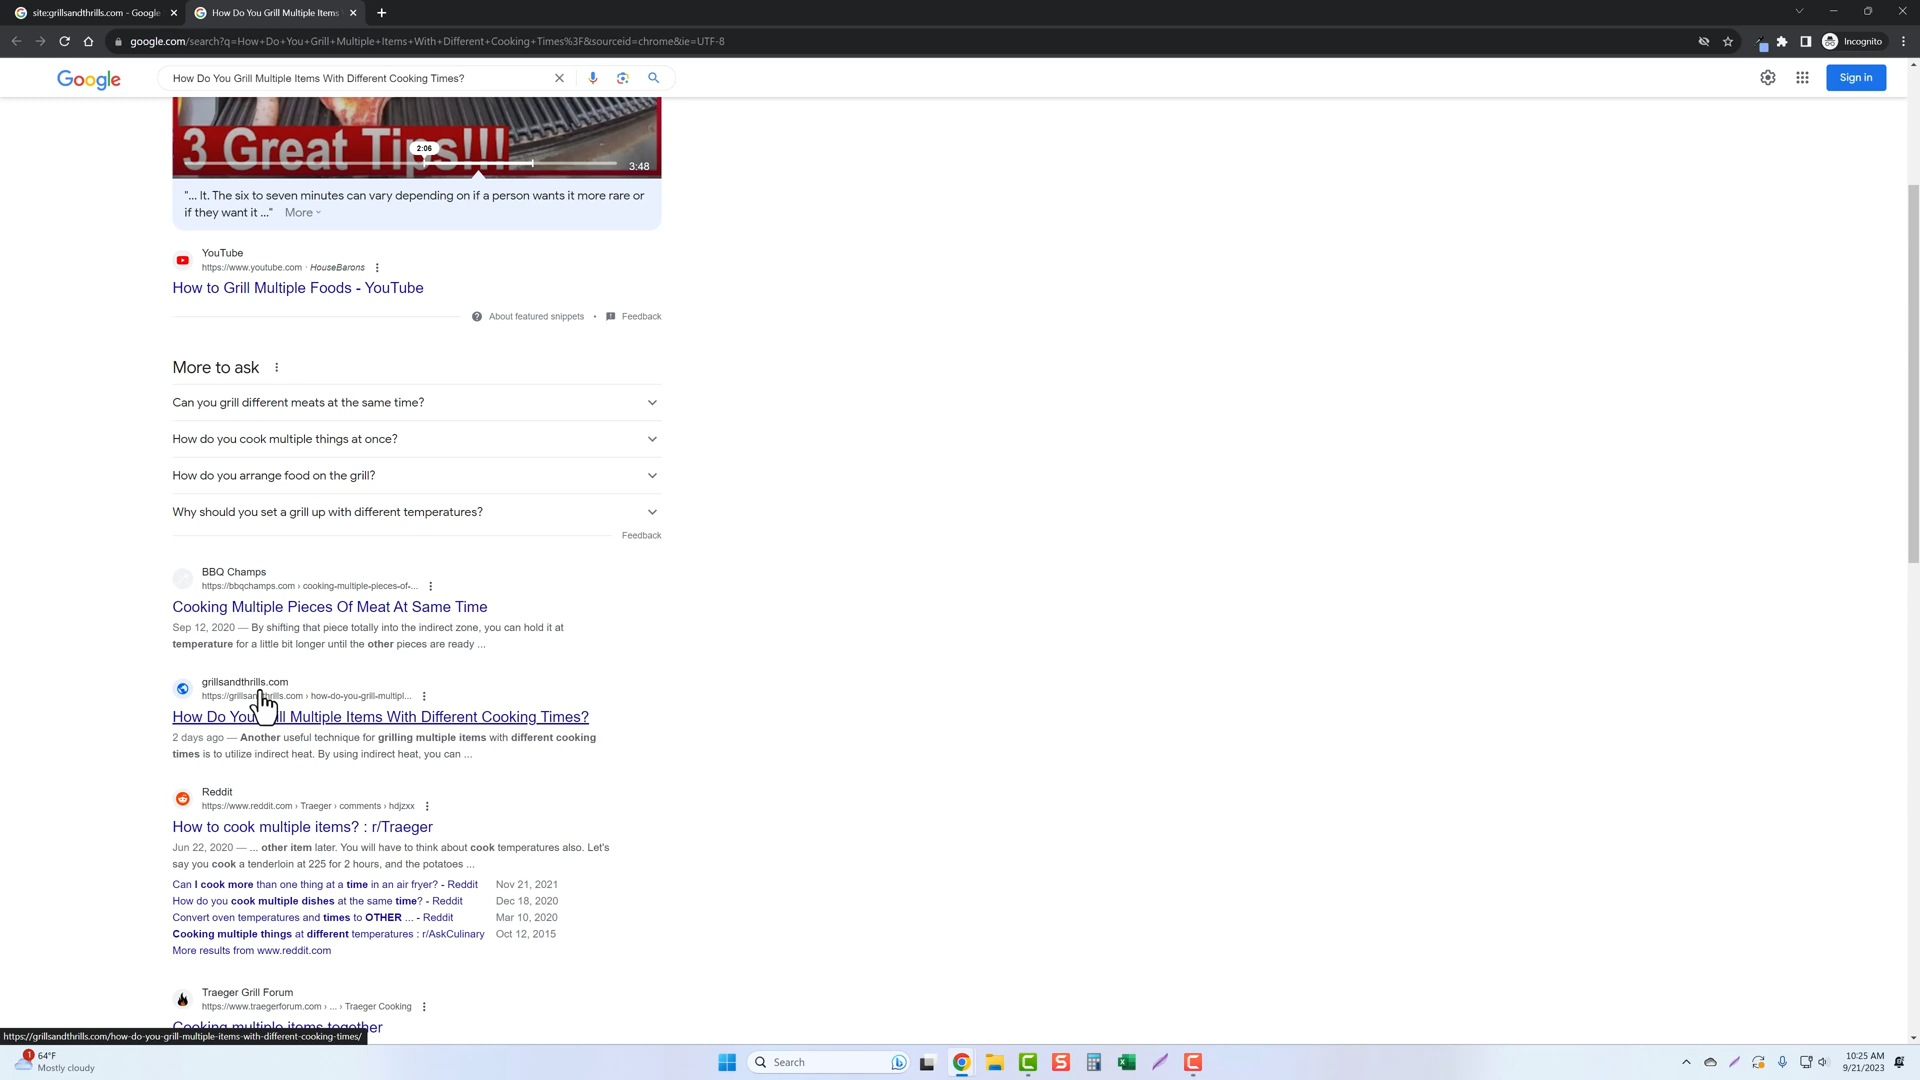 site:grillsandthrills.com - Google
How Do You Grill Multiple Items
google.com/search?q=How+Do+You+Grill+Multiple+Items+With+Different+Cooking+Times%3F&sourceid=chrome&ie=UTF-8
Incognito
Google
How Do You Grill Multiple Items With Different Cooking Times?
Sign in
3 Great Tips!!!
2:06
3:48
"... It. The six to seven minutes can vary depending on if a person wants it more rare or
if they want it ..." More
YouTube
https://www.youtube.com · HouseBarons
How to Grill Multiple Foods - YouTube
About featured snippets • Feedback
More to ask
Can you grill different meats at the same time?
How do you cook multiple things at once?
How do you arrange food on the grill?
Why should you set a grill up with different temperatures?
Feedback
BBQ Champs
https://bbqchamps.com › cooking-multiple-pieces-of-...
Cooking Multiple Pieces Of Meat At Same Time
Sep 12, 2020 — By shifting that piece totally into the indirect zone, you can hold it at
temperature for a little bit longer until the other pieces are ready ...
grillsandthrills.com
https://grillsandthrills.com › how-do-you-grill-multipl...
How Do You Grill Multiple Items With Different Cooking Times?
2 days ago — Another useful technique for grilling multiple items with different cooking
times is to utilize indirect heat. By using indirect heat, you can ...
Reddit
https://www.reddit.com › Traeger › comments › hdjzxx
How to cook multiple items? : r/Traeger
Jun 22, 2020 — ... other item later. You will have to think about cook temperatures also. Let's
say you cook a tenderloin at 225 for 2 hours, and the potatoes ...
Can I cook more than one thing at a time in an air fryer? - Reddit Nov 21, 2021
How do you cook multiple dishes at the same time? - Reddit Dec 18, 2020
Convert oven temperatures and times to OTHER ... - Reddit Mar 10, 2020
Cooking multiple things at different temperatures : r/AskCulinary Oct 12, 2015
More results from www.reddit.com
Traeger Grill Forum
https://www.traegerforum.com › ... › Traeger Cooking
Cooking multiple items together
https://grillsandthrills.com/how-do-you-grill-multiple-items-with-different-cooking-times/
1
64°F
Mostly cloudy
Search
10:25 AM
9/21/2023